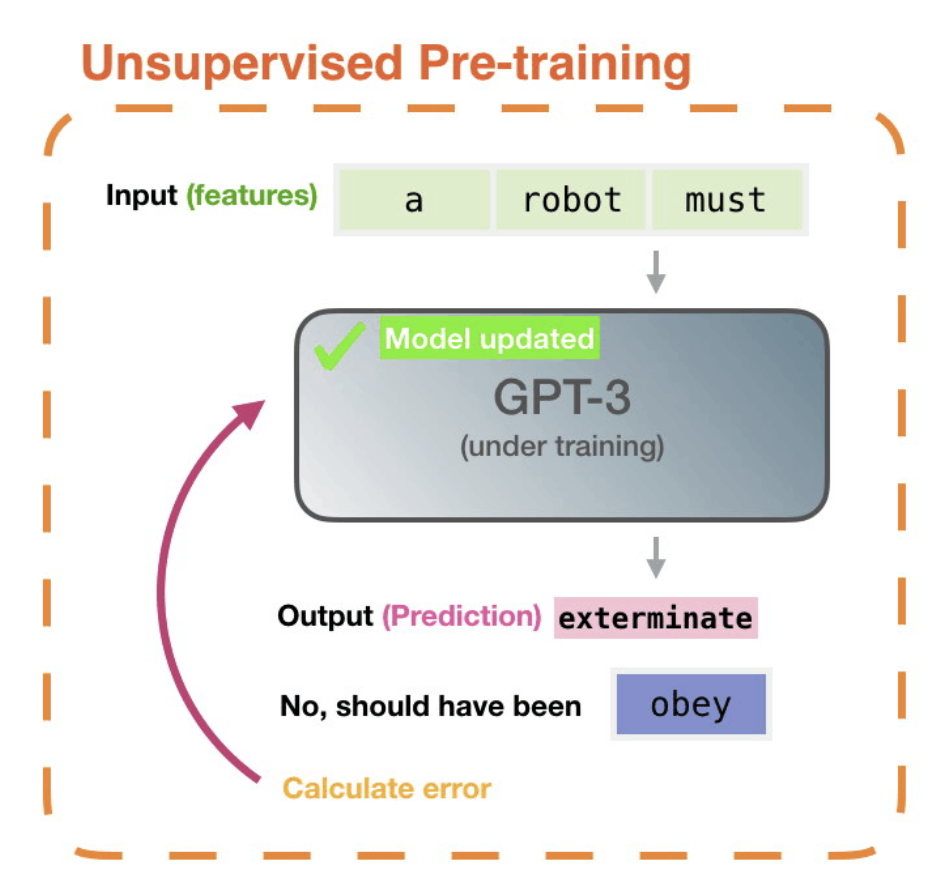 Unsupervised Pre-training
Input (features) a robot must
Model updated
GPT-3
(under training)
Output (Prediction) exterminate
No, should have been obey
Calculate error